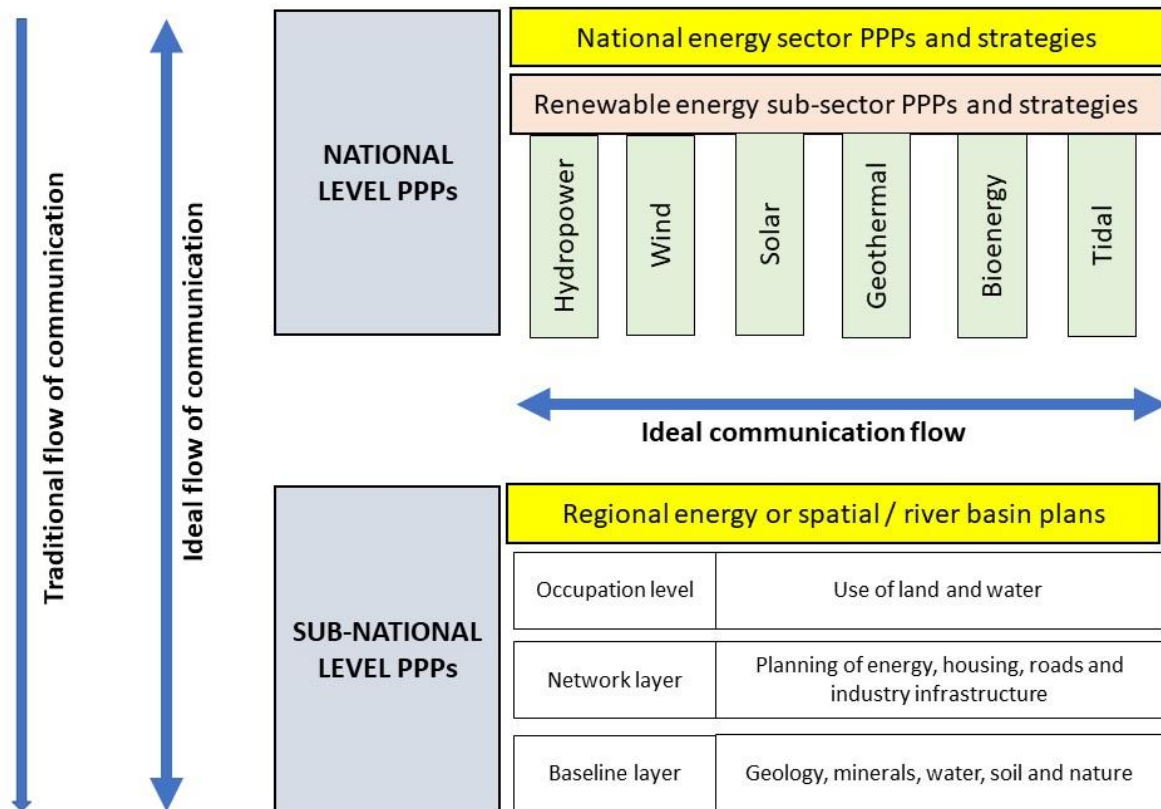 Traditional flow of communication
Ideal flow of communication
NATIONAL
LEVEL PPPs
National energy sector PPPs and strategies
Renewable energy sub-sector PPPs and strategies
Hydropower
Wind
Solar
Geothermal
Bioenergy
Tidal
Ideal communication flow
SUB-NATIONAL
LEVEL PPPs
Regional energy or spatial / river basin plans
Occupation level
Use of land and water
Network layer
Planning of energy, housing, roads and
industry infrastructure
Baseline layer
Geology, minerals, water, soil and nature